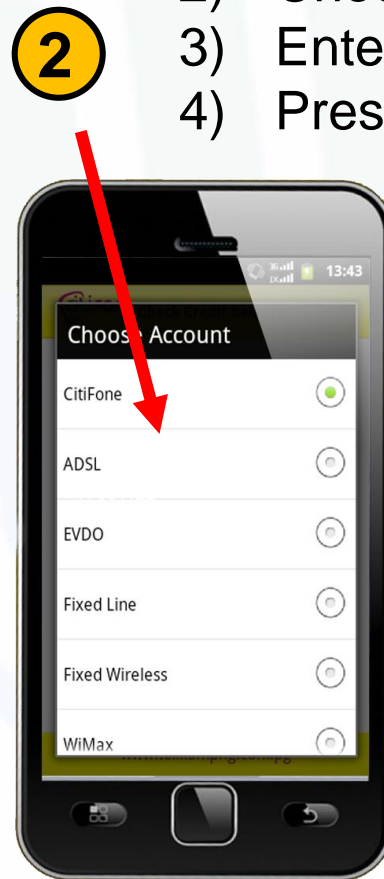 2
3) Ente
4) Pres
13:43
Choose Account
CitiFone
ADSL
EVDO
Fixed Line
Fixed Wireless
WiMax